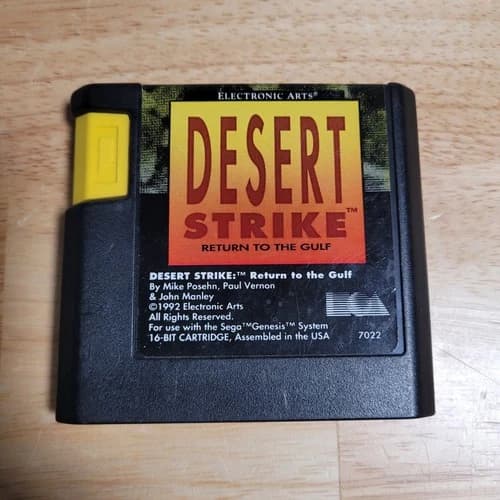 ELECTRONIC ARTS®
DESERT
STRIKE™
RETURN TO THE GULF
DESERT STRIKE:™ Return to the Gulf
By Mike Posehn, Paul Vernon
& John Manley
©1992 Electronic Arts
All Rights Reserved.
For use with the Sega™Genesis™ System
16-BIT CARTRIDGE, Assembled in the USA
EA
7022